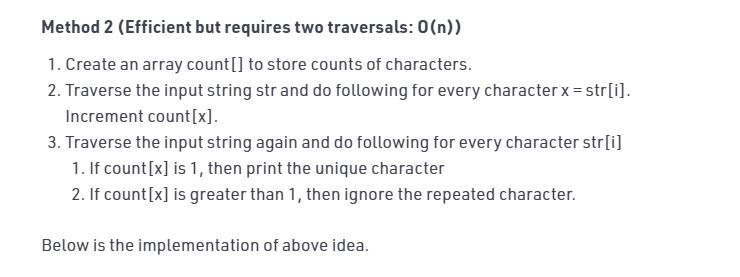 Method 2 (Efficient but requires two traversals: O(n))
1. Create an array count[] to store counts of characters.
2. Traverse the input string str and do following for every character x = str[i].
Increment count[x].
3. Traverse the input string again and do following for every character str[i]
1. If count[x] is 1, then print the unique character
2. If count[x] is greater than 1, then ignore the repeated character.
Below is the implementation of above idea.